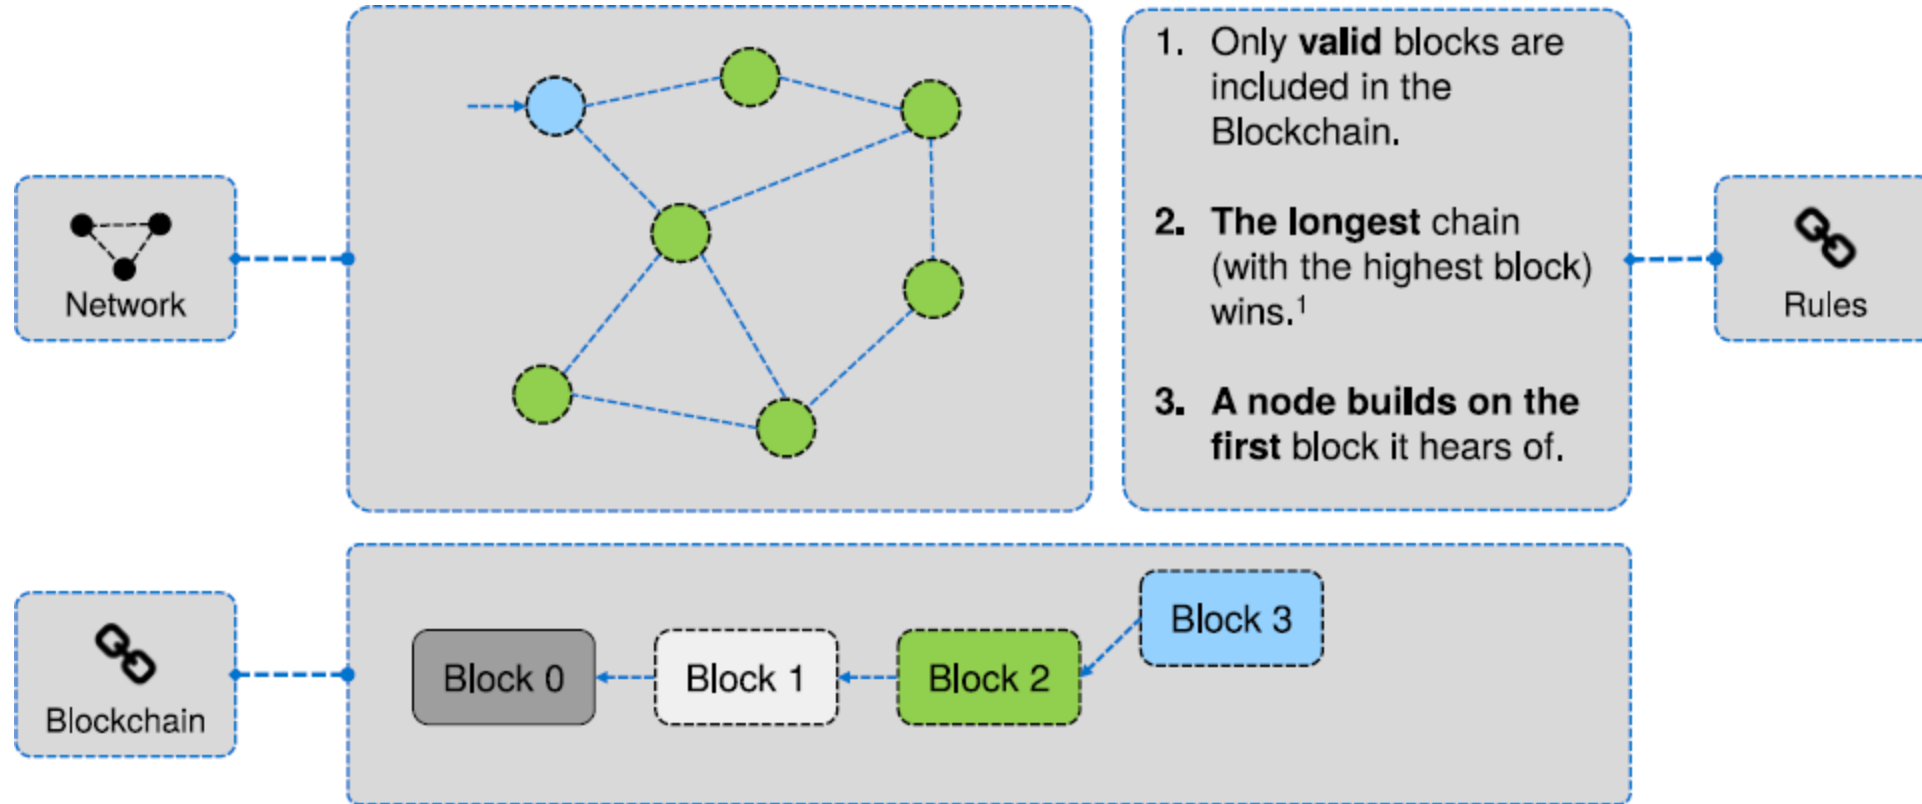 Network
1. Only valid blocks are
included in the
Blockchain.
2. The longest chain
(with the highest block)
wins.¹
3. A node builds on the
first block it hears of.
Rules
Blockchain
Block 0
Block 1
Block 2
Block 3